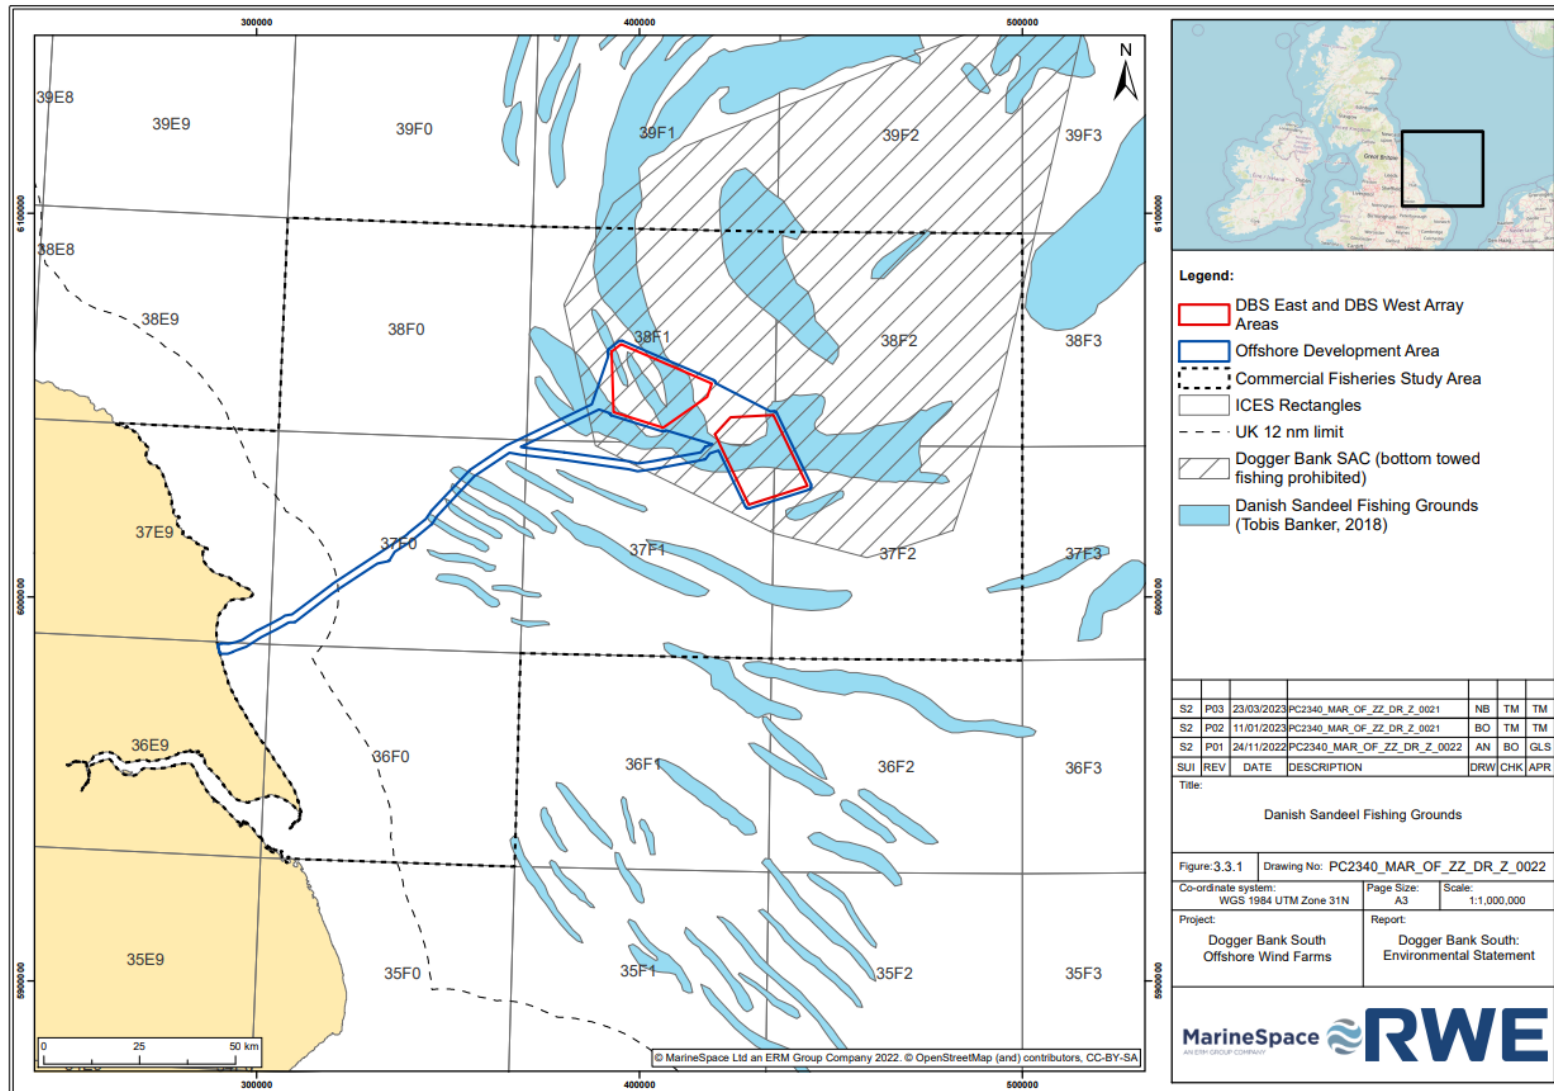 300000
400000
500000
N
39E8
39E9
39F0
39F1
39F2
39F3
6100000
6100000
38E8
38E9
38F0
38F1
38F2
38F3
37E9
37F0
37F1
37F2
37F3
6000000
6000000
36E9
36F0
36F1
36F2
36F3
35E9
35F0
35F1
35F2
35F3
5900000
5900000
0 25 50 km
© MarineSpace Ltd an ERM Group Company 2022. © OpenStreetMap (and) contributors, CC-BY-SA
300000
400000
500000
Legend:
DBS East and DBS West Array
Areas
Offshore Development Area
Commercial Fisheries Study Area
ICES Rectangles
UK 12 nm limit
Dogger Bank SAC (bottom towed
fishing prohibited)
Danish Sandeel Fishing Grounds
(Tobis Banker, 2018)
S2 P03 23/03/2023 PC2340_MAR_OF_ZZ_DR_Z_0021 NB TM TM
S2 P02 11/01/2023 PC2340_MAR_OF_ZZ_DR_Z_0021 BO TM TM
S2 P01 24/11/2022 PC2340_MAR_OF_ZZ_DR_Z_0022 AN BO GLS
SUI REV DATE DESCRIPTION DRW CHK APR
Title:
Danish Sandeel Fishing Grounds
Figure: 3.3.1 Drawing No: PC2340_MAR_OF_ZZ_DR_Z_0022
Co-ordinate system: Page Size: Scale:
WGS 1984 UTM Zone 31N A3 1:1,000,000
Project: Report:
Dogger Bank South Dogger Bank South:
Offshore Wind Farms Environmental Statement
MarineSpace RWE
AN ERM GROUP COMPANY